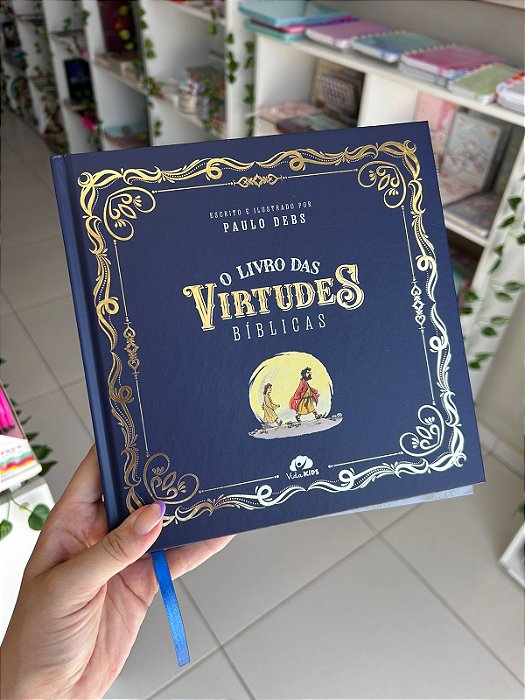 ESCRITO E ILUSTRADO POR
PAULO DEBS
O LIVRO DAS
VIRTUDES
BÍBLICAS
Vida KIDS